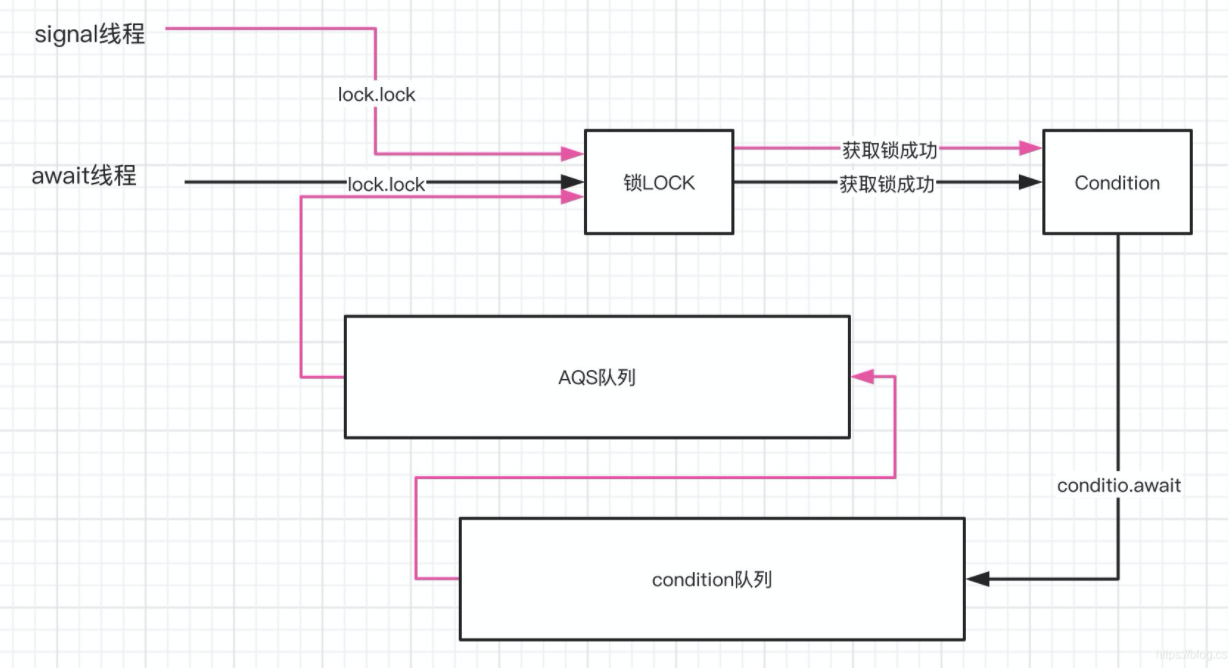 signal线程
lock.lock
await线程
lock.lock
锁LOCK
获取锁成功
获取锁成功
Condition
AQS队列
conditio.await
condition队列
https://blog.cs